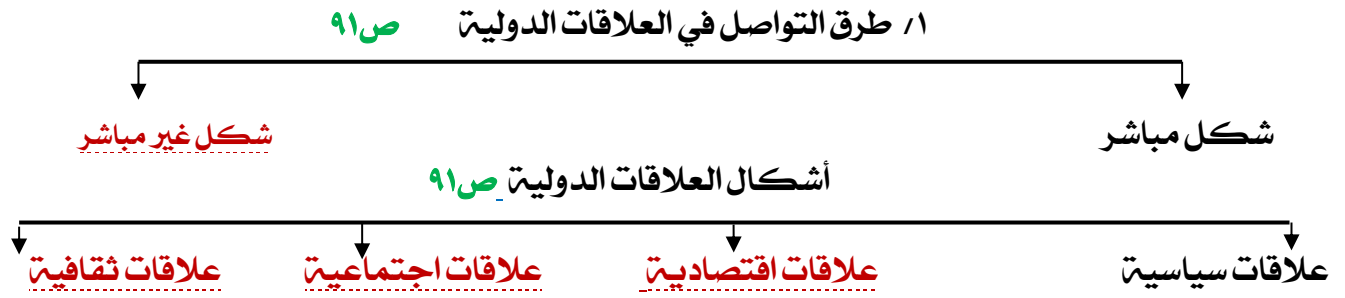 ١/ طرق التواصل في العلاقات الدولية ص٩١
شكل مباشر شكل غير مباشر
أشكال العلاقات الدولية ص٩١
علاقات سياسية علاقات اقتصادية علاقات اجتماعية علاقات ثقافية